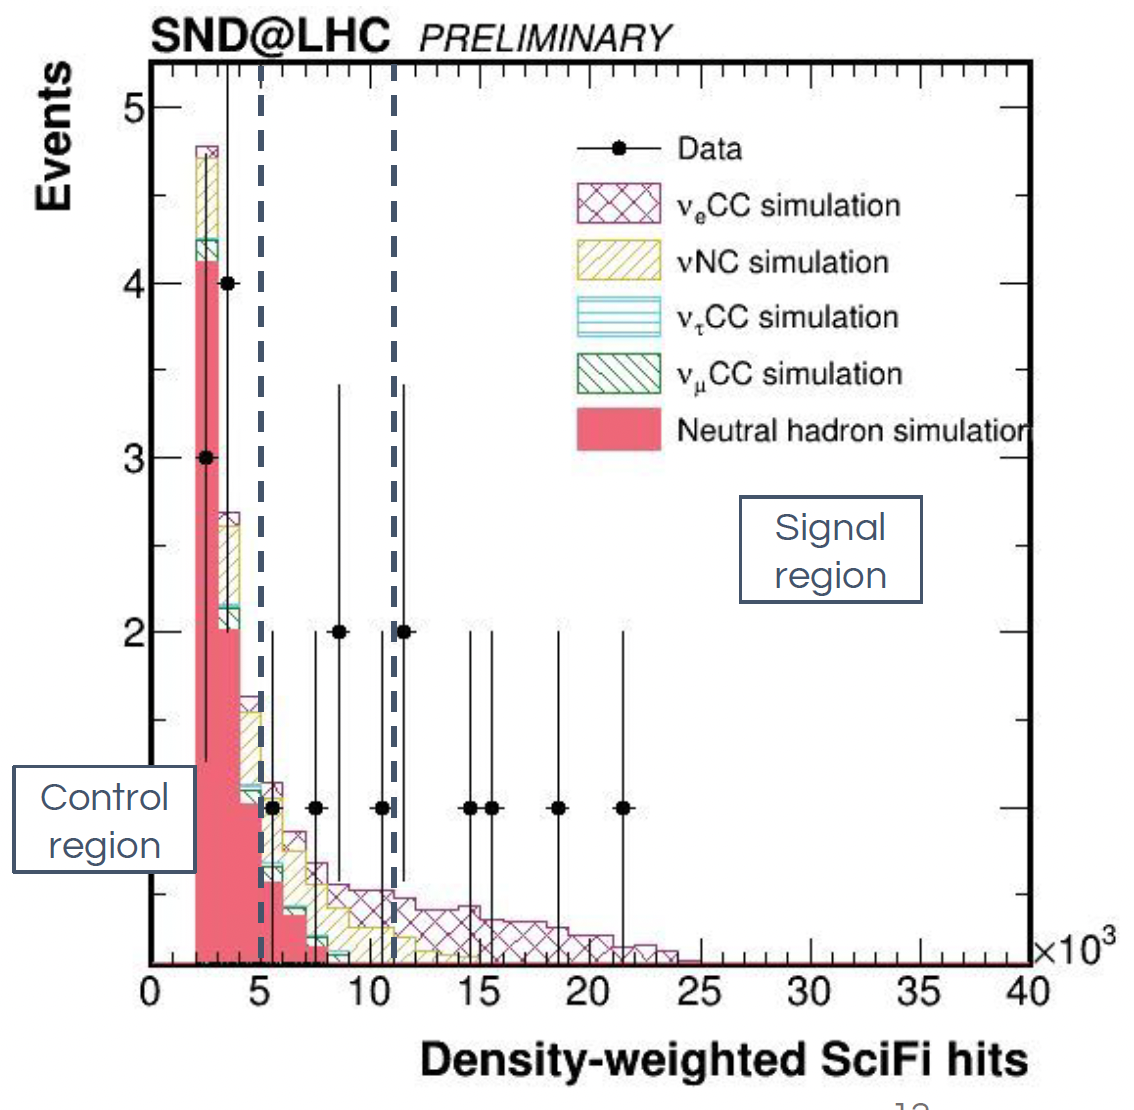 SND@LHC PRELIMINARY
Events
5
4
3
2
Data
νeCC simulation
νNC simulation
ντCC simulation
νμCC simulation
Neutral hadron simulation
Signal
region
Control
region
0 5 10 15 20 25 30 35 40
×10³
Density-weighted SciFi hits